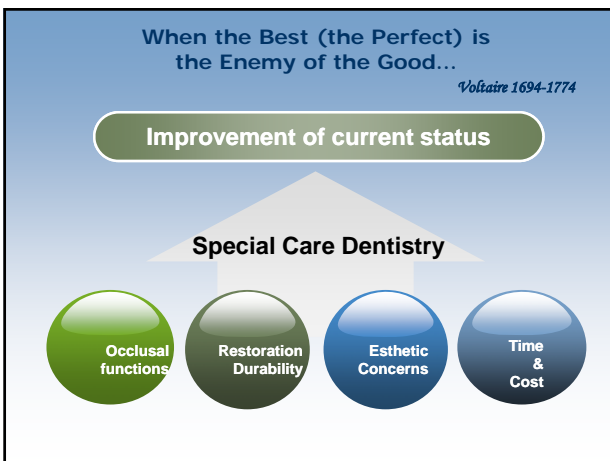 When the Best (the Perfect) is
the Enemy of the Good...
Voltaire 1694-1774
Improvement of current status
Special Care Dentistry
Occlusal
functions
Restoration
Durability
Esthetic
Concerns
Time
&
Cost